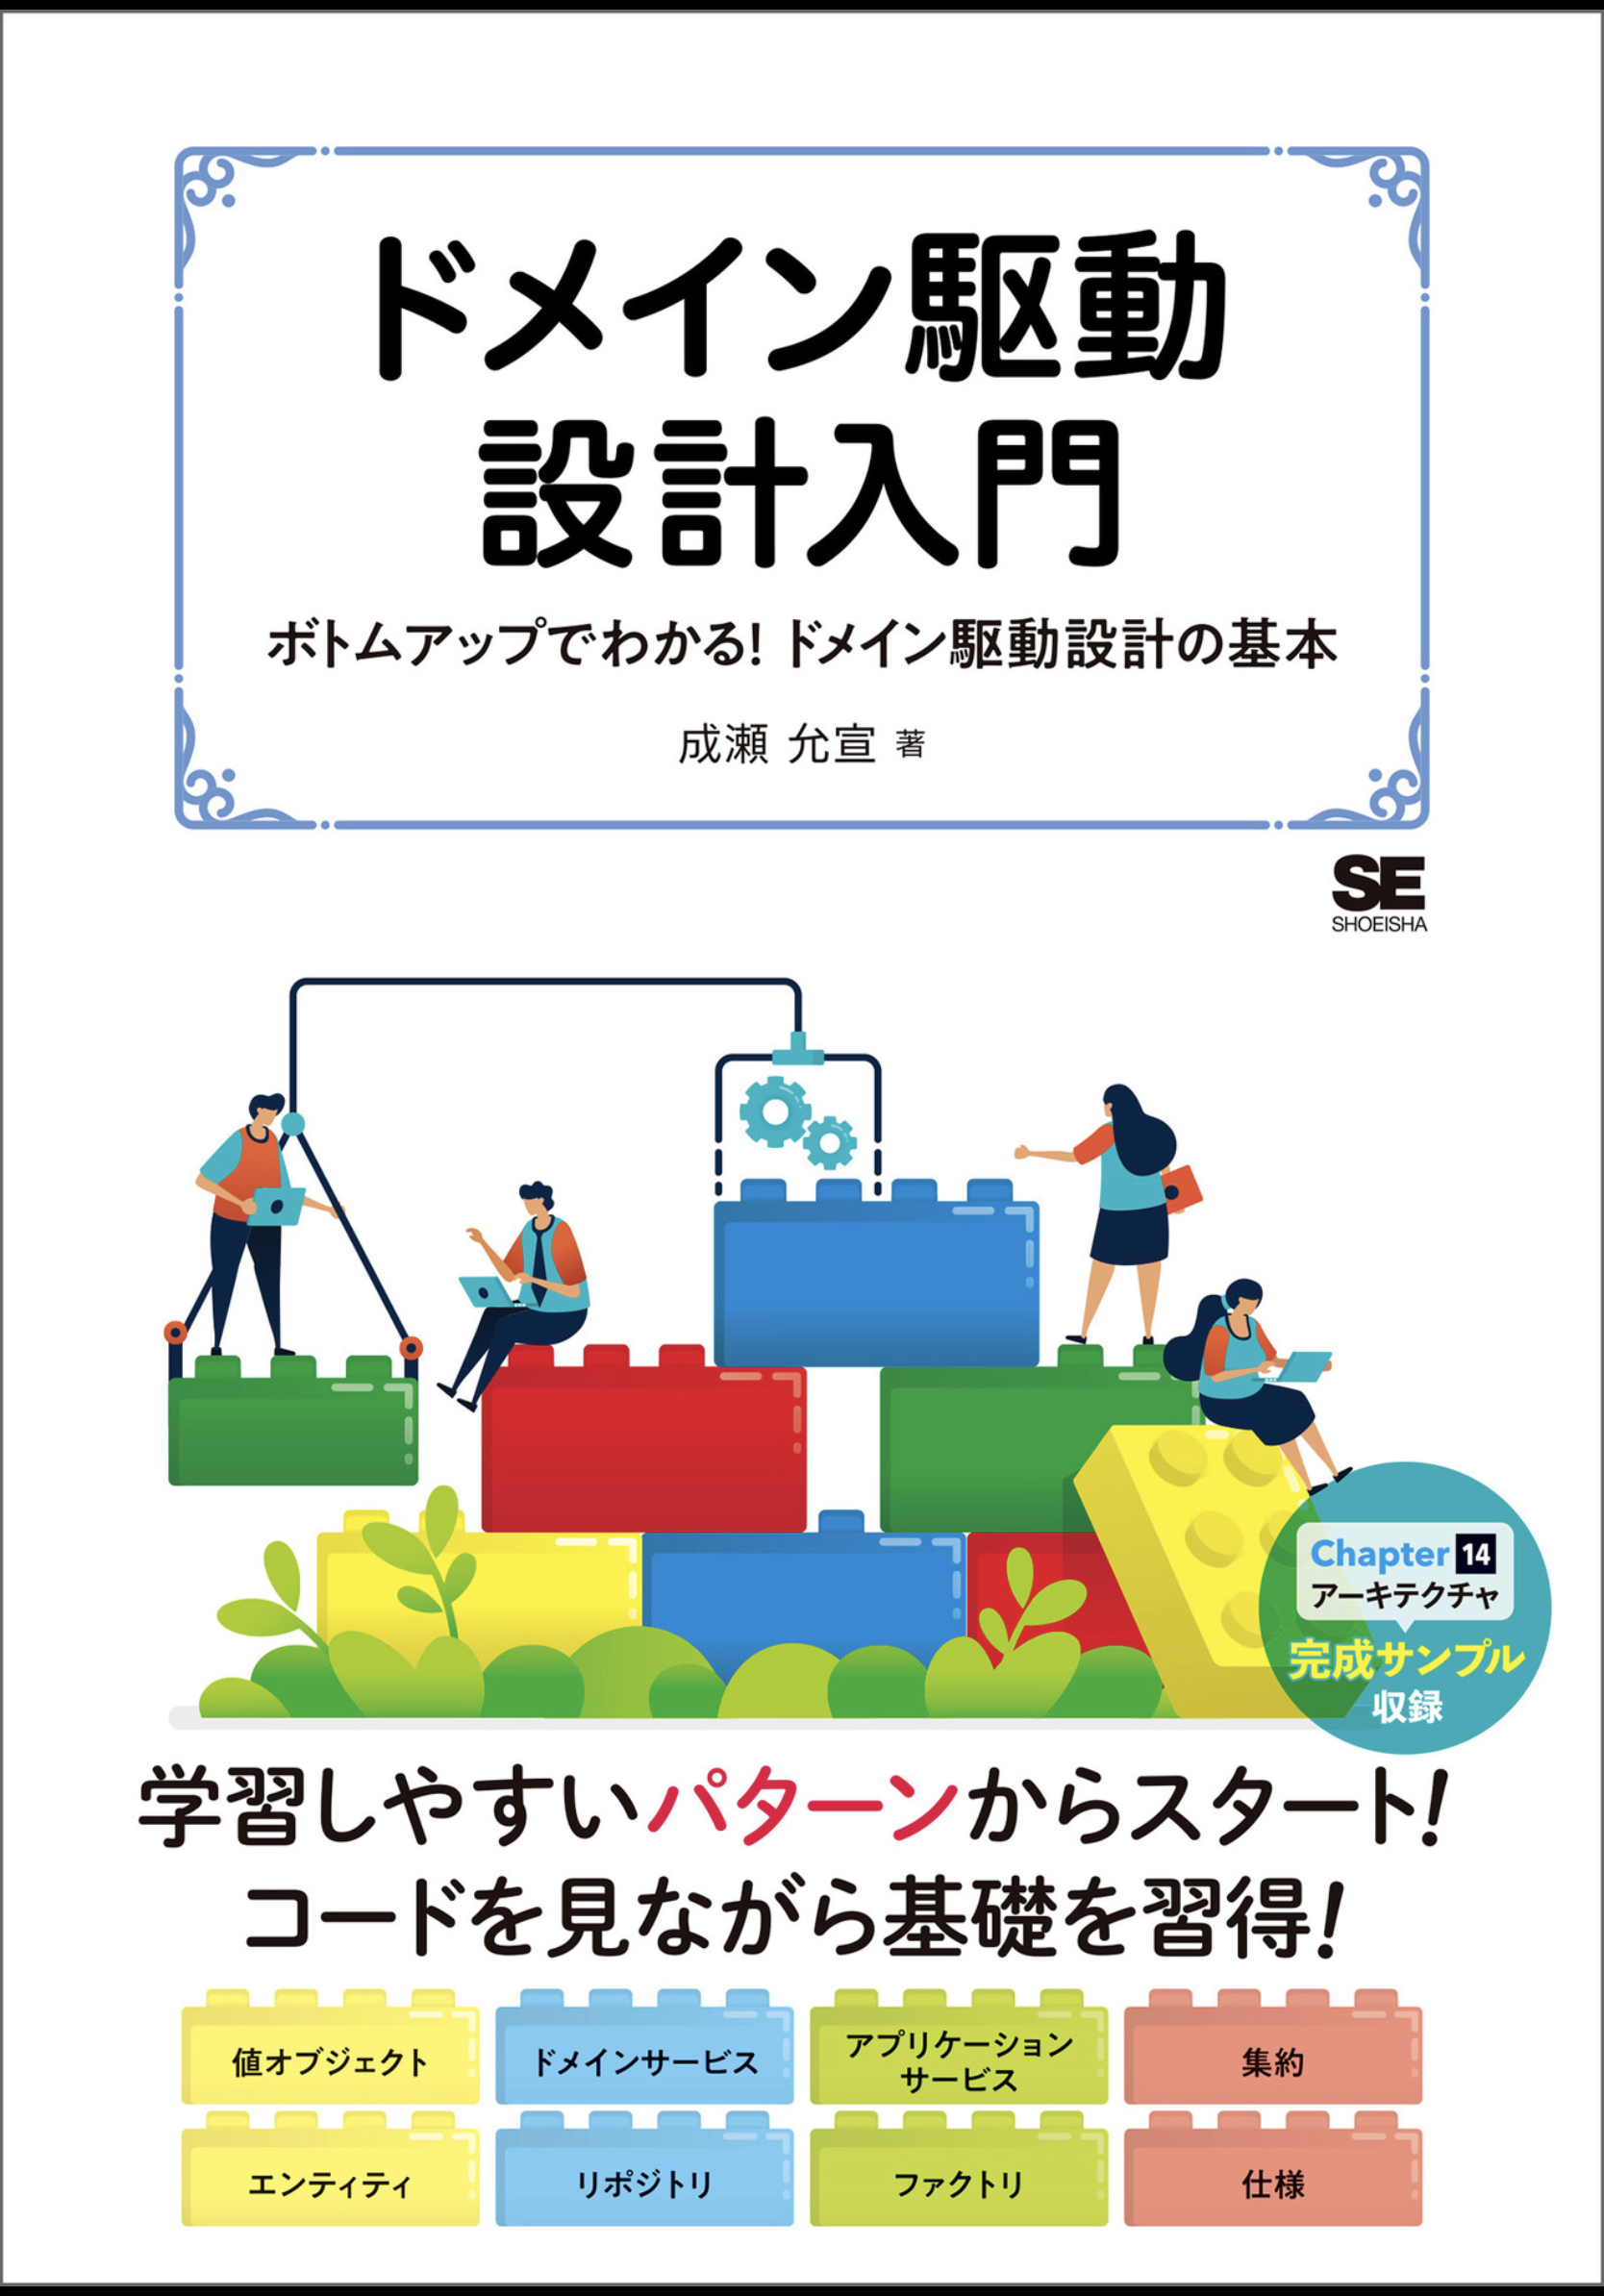 ドメイン駆動
設計入門
ボトムアップでわかる! ドメイン駆動設計の基本
成瀬 允宣 著
SE
SHOEISHA
Chapter 14
アーキテクチャ
完成サンプル
収録
学習しやすいパターンからスタート!
コードを見ながら基礎を習得!
値オブジェクト
ドメインサービス
アプリケーション
サービス
集約
エンティティ
リポジトリ
ファクトリ
仕様